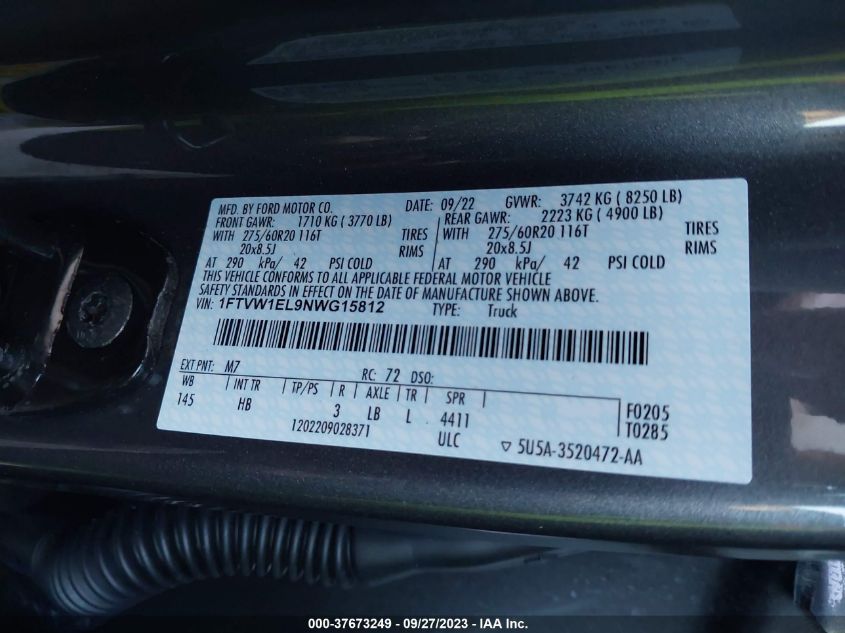 MFD. BY FORD MOTOR CO. DATE: 09/22 GVWR: 3742 KG ( 8250 LB)
FRONT GAWR: 1710 KG ( 3770 LB) REAR GAWR: 2223 KG ( 4900 LB)
WITH 275/60R20 116T TIRES WITH 275/60R20 116T TIRES
20x8.5J RIMS 20x8.5J RIMS
AT 290 kPa/ 42 PSI COLD AT 290 kPa/ 42 PSI COLD
THIS VEHICLE CONFORMS TO ALL APPLICABLE FEDERAL MOTOR VEHICLE
SAFETY STANDARDS IN EFFECT ON THE DATE OF MANUFACTURE SHOWN ABOVE.
VIN: 1FTVW1EL9NWG15812 TYPE: Truck
EXT PNT: M7 RC: 72 DSO:
WB INT TR TP/PS R AXLE TR SPR
145 HB 3 LB L 4411 F0205
1202209028371 ULC T0285
▽ 5U5A-3520472-AA
000-37673249 - 09/27/2023 - IAA Inc.